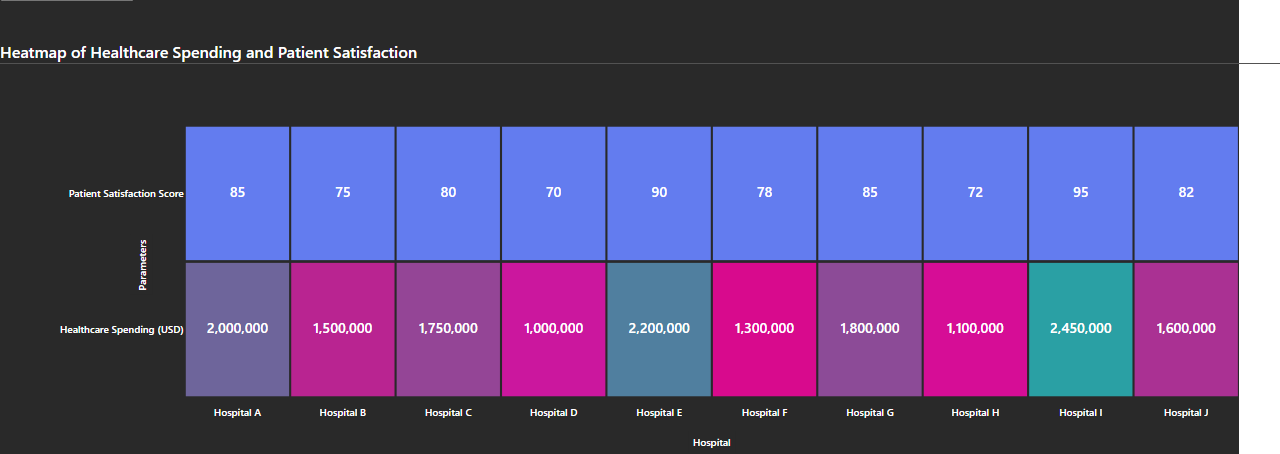 Heatmap of Healthcare Spending and Patient Satisfaction
Patient Satisfaction Score
85 75 80 70 90 78 85 72 95 82
Parameters
Healthcare Spending (USD)
2,000,000 1,500,000 1,750,000 1,000,000 2,200,000 1,300,000 1,800,000 1,100,000 2,450,000 1,600,000
Hospital A Hospital B Hospital C Hospital D Hospital E Hospital F Hospital G Hospital H Hospital I Hospital J
Hospital